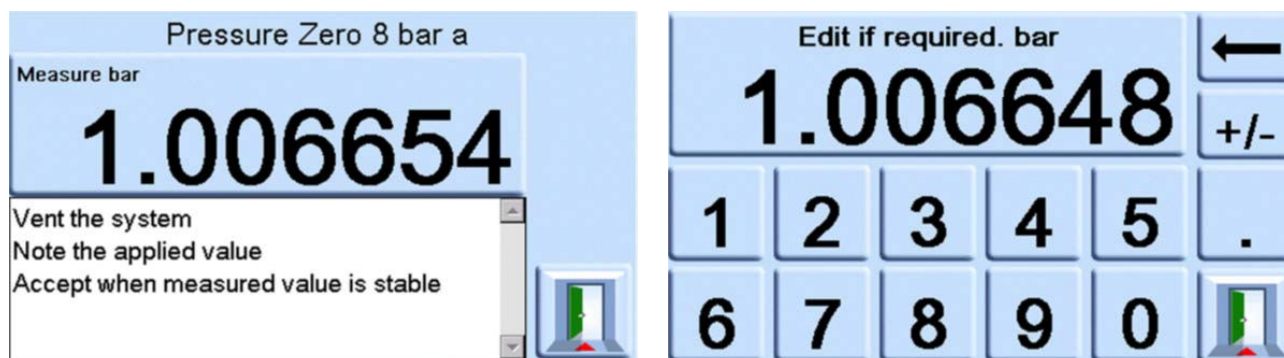 Pressure Zero 8 bar a
Measure bar
1.006654
Vent the system
Note the applied value
Accept when measured value is stable
Edit if required. bar
1.006648
+/-
1 2 3 4 5 .
6 7 8 9 0